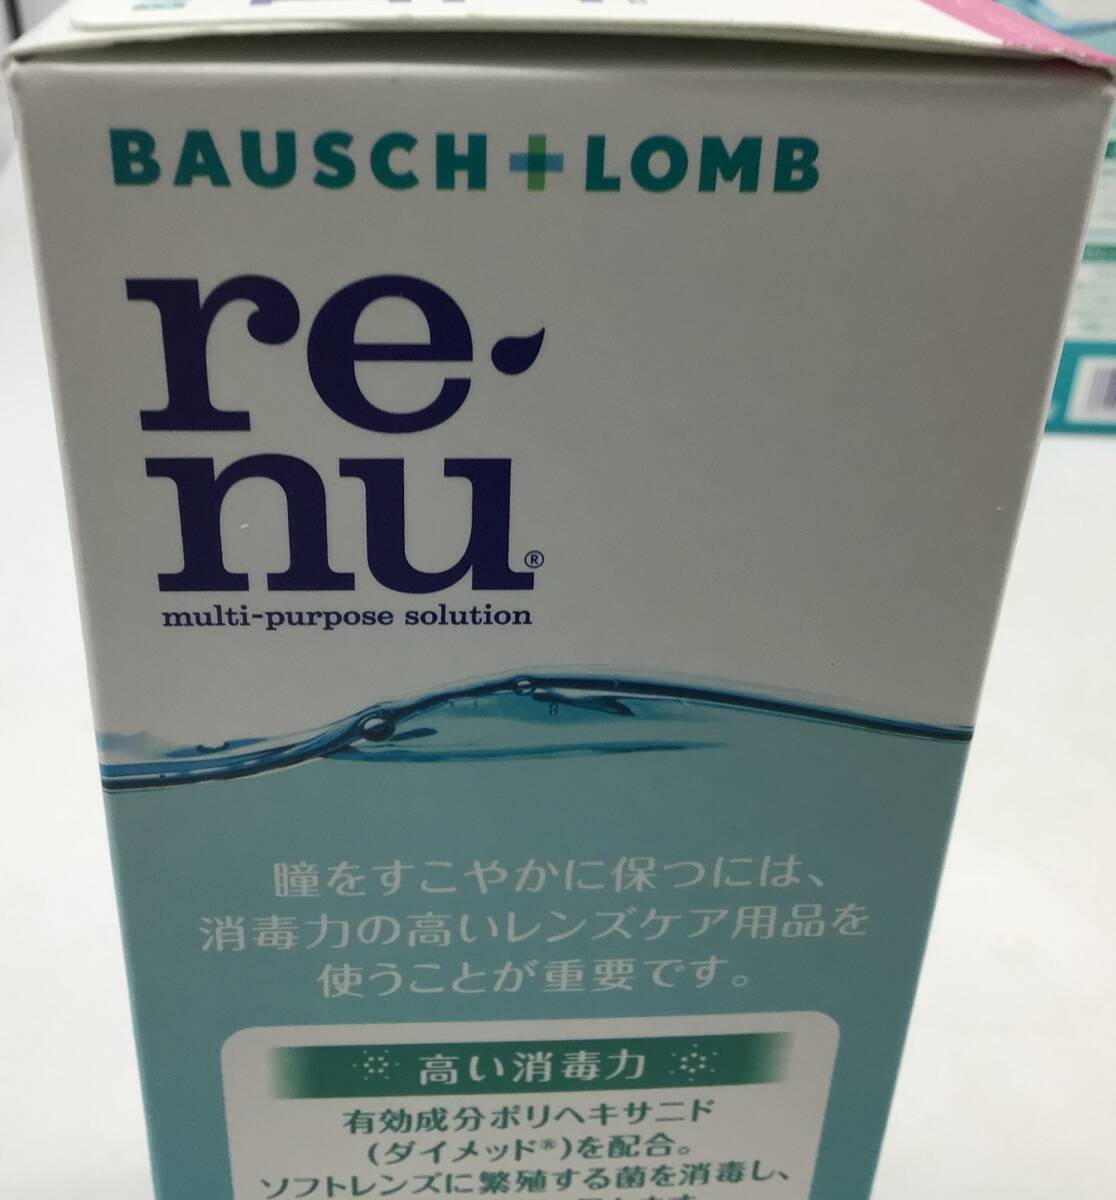 BAUSCH+LOMB
re
nu®
multi-purpose solution
瞳をすこやかに保つには、
消毒力の高いレンズケア用品を
使うことが重要です。
高い消毒力
有効成分ポリヘキサニド
(ダイメッド®)を配合。
ソフトレンズに繁殖する菌を消毒し、